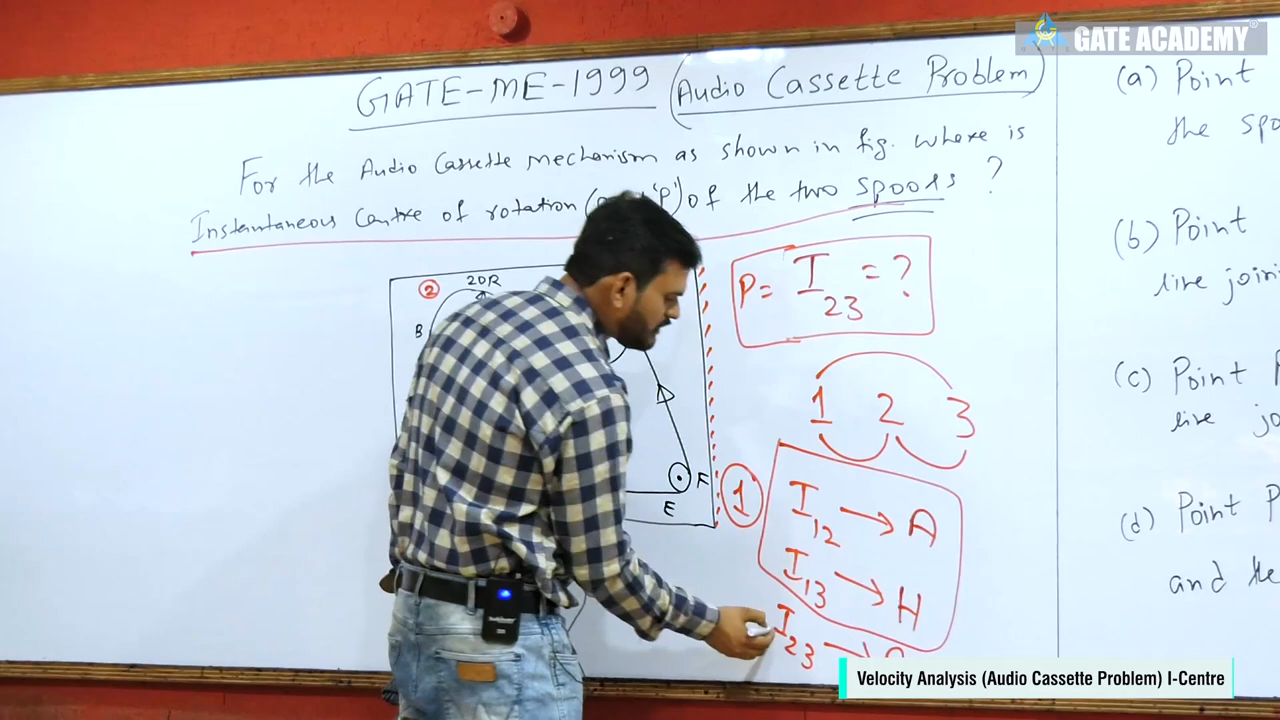 GATE ACADEMY
GATE-ME-1999 (Audio Cassette Problem)
For the Audio Cassette mechanism as shown in fig. where is
Instantaneous Centre of rotation ( 'P') of the two spools ?
2
20R
B
F
E
P = I23 = ?
1 2 3
1
I12 → A
I13 → H
I23 →
(a) Point
the spo
(b) Point
line join
(c) Point P
line jo
(d) Point P
and the
Velocity Analysis (Audio Cassette Problem) I-Centre